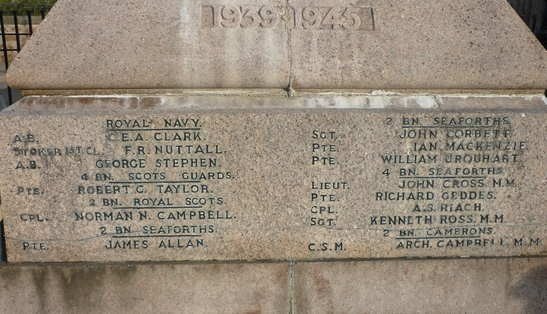 1939-1945
ROYAL NAVY.
A.B. C.E.A. CLARK.
STOKER 1ST CL. F.R. NUTTALL.
A.B. GEORGE STEPHEN.
4 BN. SCOTS GUARDS.
PTE. ROBERT C. TAYLOR.
2 BN. ROYAL SCOTS.
CPL. NORMAN N. CAMPBELL.
2 BN. SEAFORTHS.
PTE. JAMES ALLAN.
2 BN. SEAFORTHS.
SGT. JOHN CORBETT.
PTE. IAN MACKENZIE.
PTE. WILLIAM URQUHART.
4 BN. SEAFORTHS.
LIEUT. JOHN CROSS M.M.
PTE. RICHARD GEDDES.
CPL. A.S. RIACH.
SGT. KENNETH ROSS. M.M.
2 BN. CAMERONS.
C.S.M. ARCH. CAMPBELL M.M.